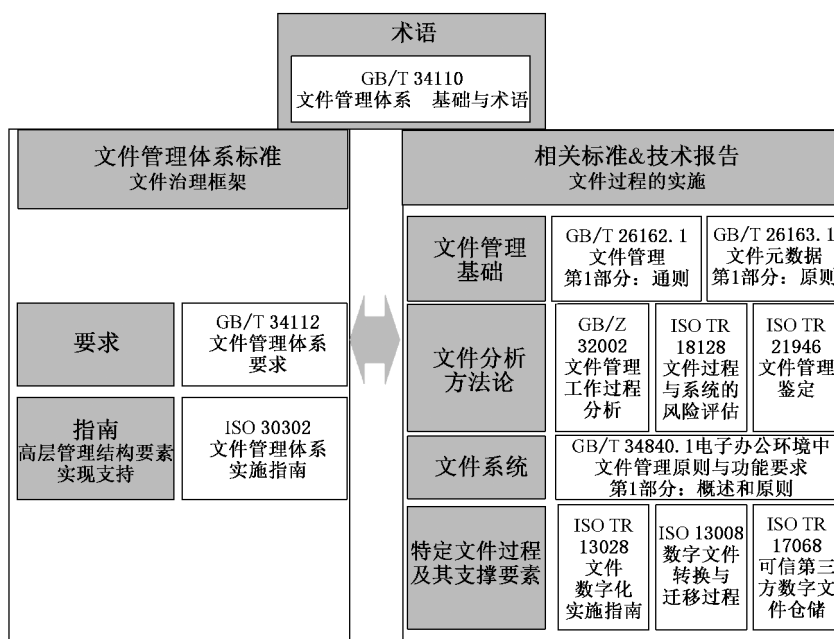 术语
GB/T 34110
文件管理体系　基础与术语
文件管理体系标准
文件治理框架
要求
GB/T 34112
文件管理体系
要求
指南
高层管理结构要素
实现支持
ISO 30302
文件管理体系
实施指南
相关标准&技术报告
文件过程的实施
文件管理
基础
GB/T 26162.1
文件管理
第1部分：通则
GB/T 26163.1
文件元数据
第1部分：原则
文件分析
方法论
GB/Z
32002
文件管理
工作过程
分析
ISO TR
18128
文件过程
与系统的
风险评估
ISO TR
21946
文件管理
鉴定
文件系统
GB/T 34840.1电子办公环境中
文件管理原则与功能要求
第1部分：概述和原则
特定文件过程
及其支撑要素
ISO TR
13028
文件
数字化
实施指南
ISO 13008
数字文件
转换与
迁移过程
ISO TR
17068
可信第三
方数字文
件仓储